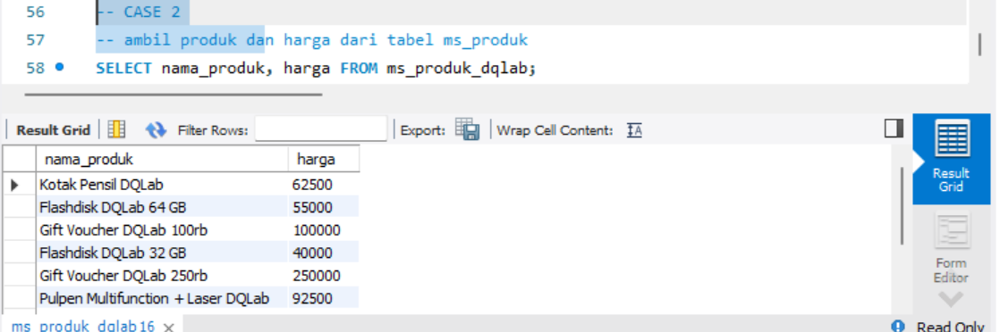 56 -- CASE 2
57 -- ambil produk dan harga dari tabel ms_produk
58 SELECT nama_produk, harga FROM ms_produk_dqlab;
Result Grid Filter Rows: Export: Wrap Cell Content: IA
nama_produk harga
Kotak Pensil DQLab 62500
Flashdisk DQLab 64 GB 55000
Gift Voucher DQLab 100rb 100000
Flashdisk DQLab 32 GB 40000
Gift Voucher DQLab 250rb 250000
Pulpen Multifunction + Laser DQLab 92500
Result
Grid
Form
Editor
ms_produk_dqlab 16 Read Only